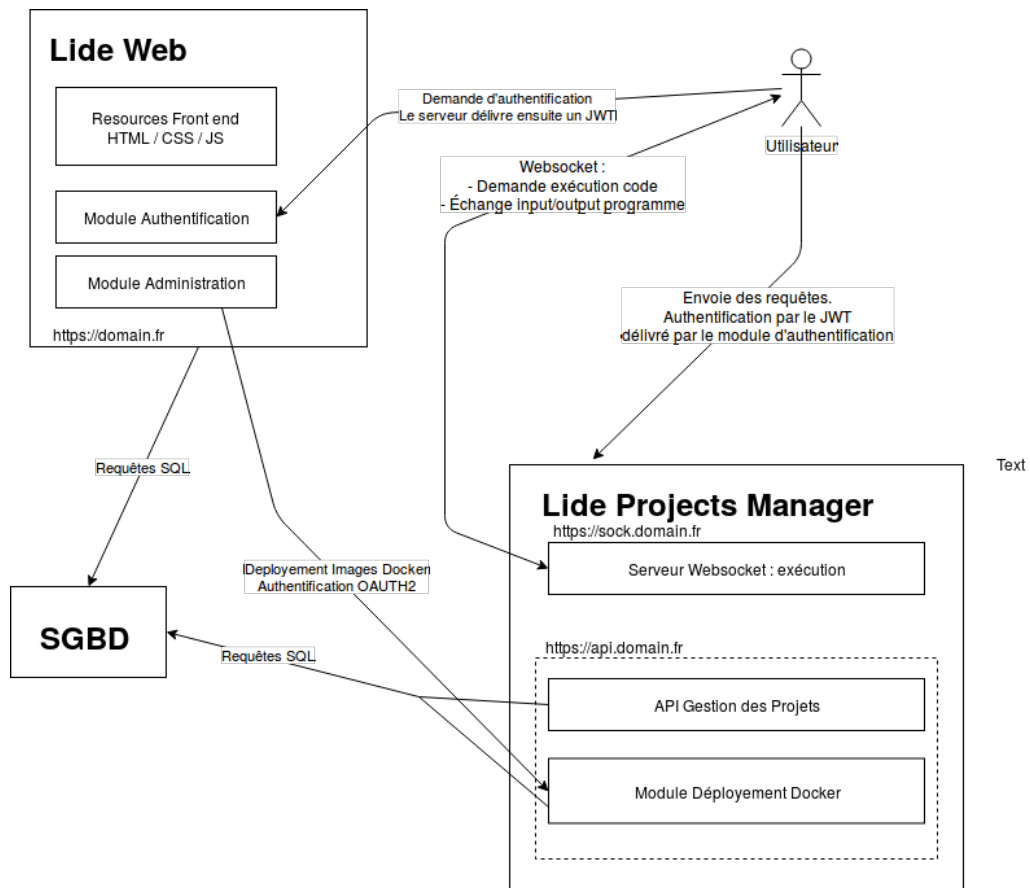 Lide Web
Resources Front end
HTML / CSS / JS
Module Authentification
Module Administration
https://domain.fr
Demande d'authentification
Le serveur délivre ensuite un JWT
Utilisateur
Websocket :
- Demande exécution code
- Échange input/output programme
Envoie des requêtes.
Authentification par le JWT
délivré par le module d'authentification
Requêtes SQL
Text
Lide Projects Manager
https://sock.domain.fr
Serveur Websocket : exécution
Deployement Images Docker
Authentification OAUTH2
SGBD
Requêtes SQL
https://api.domain.fr
API Gestion des Projets
Module Déployement Docker